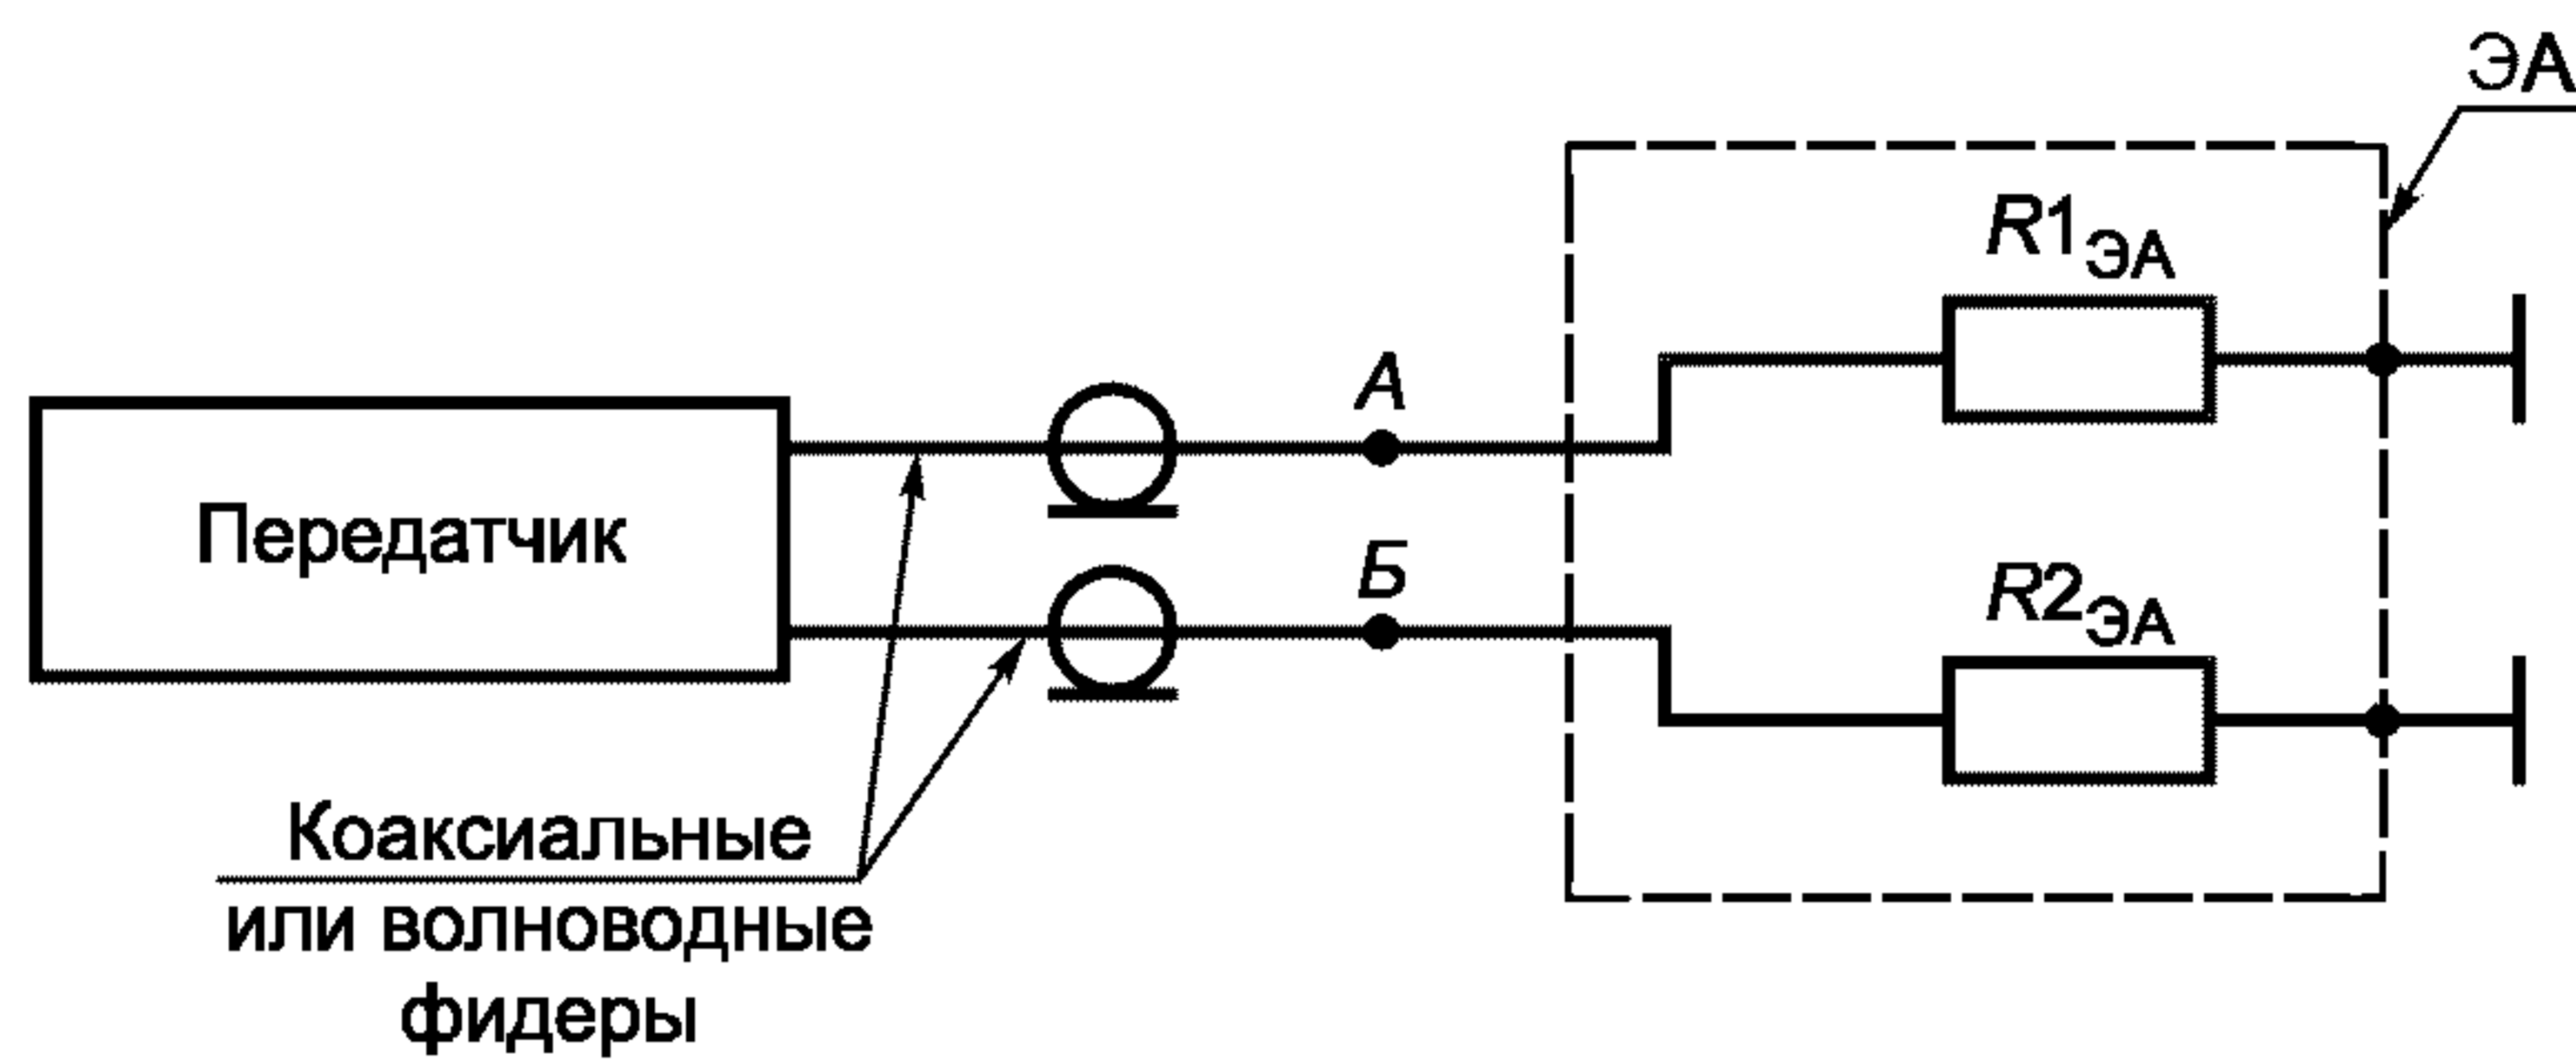 ЭА
R1ЭА
А
Передатчик
Б
R2ЭА
Коаксиальные
или волноводные
фидеры